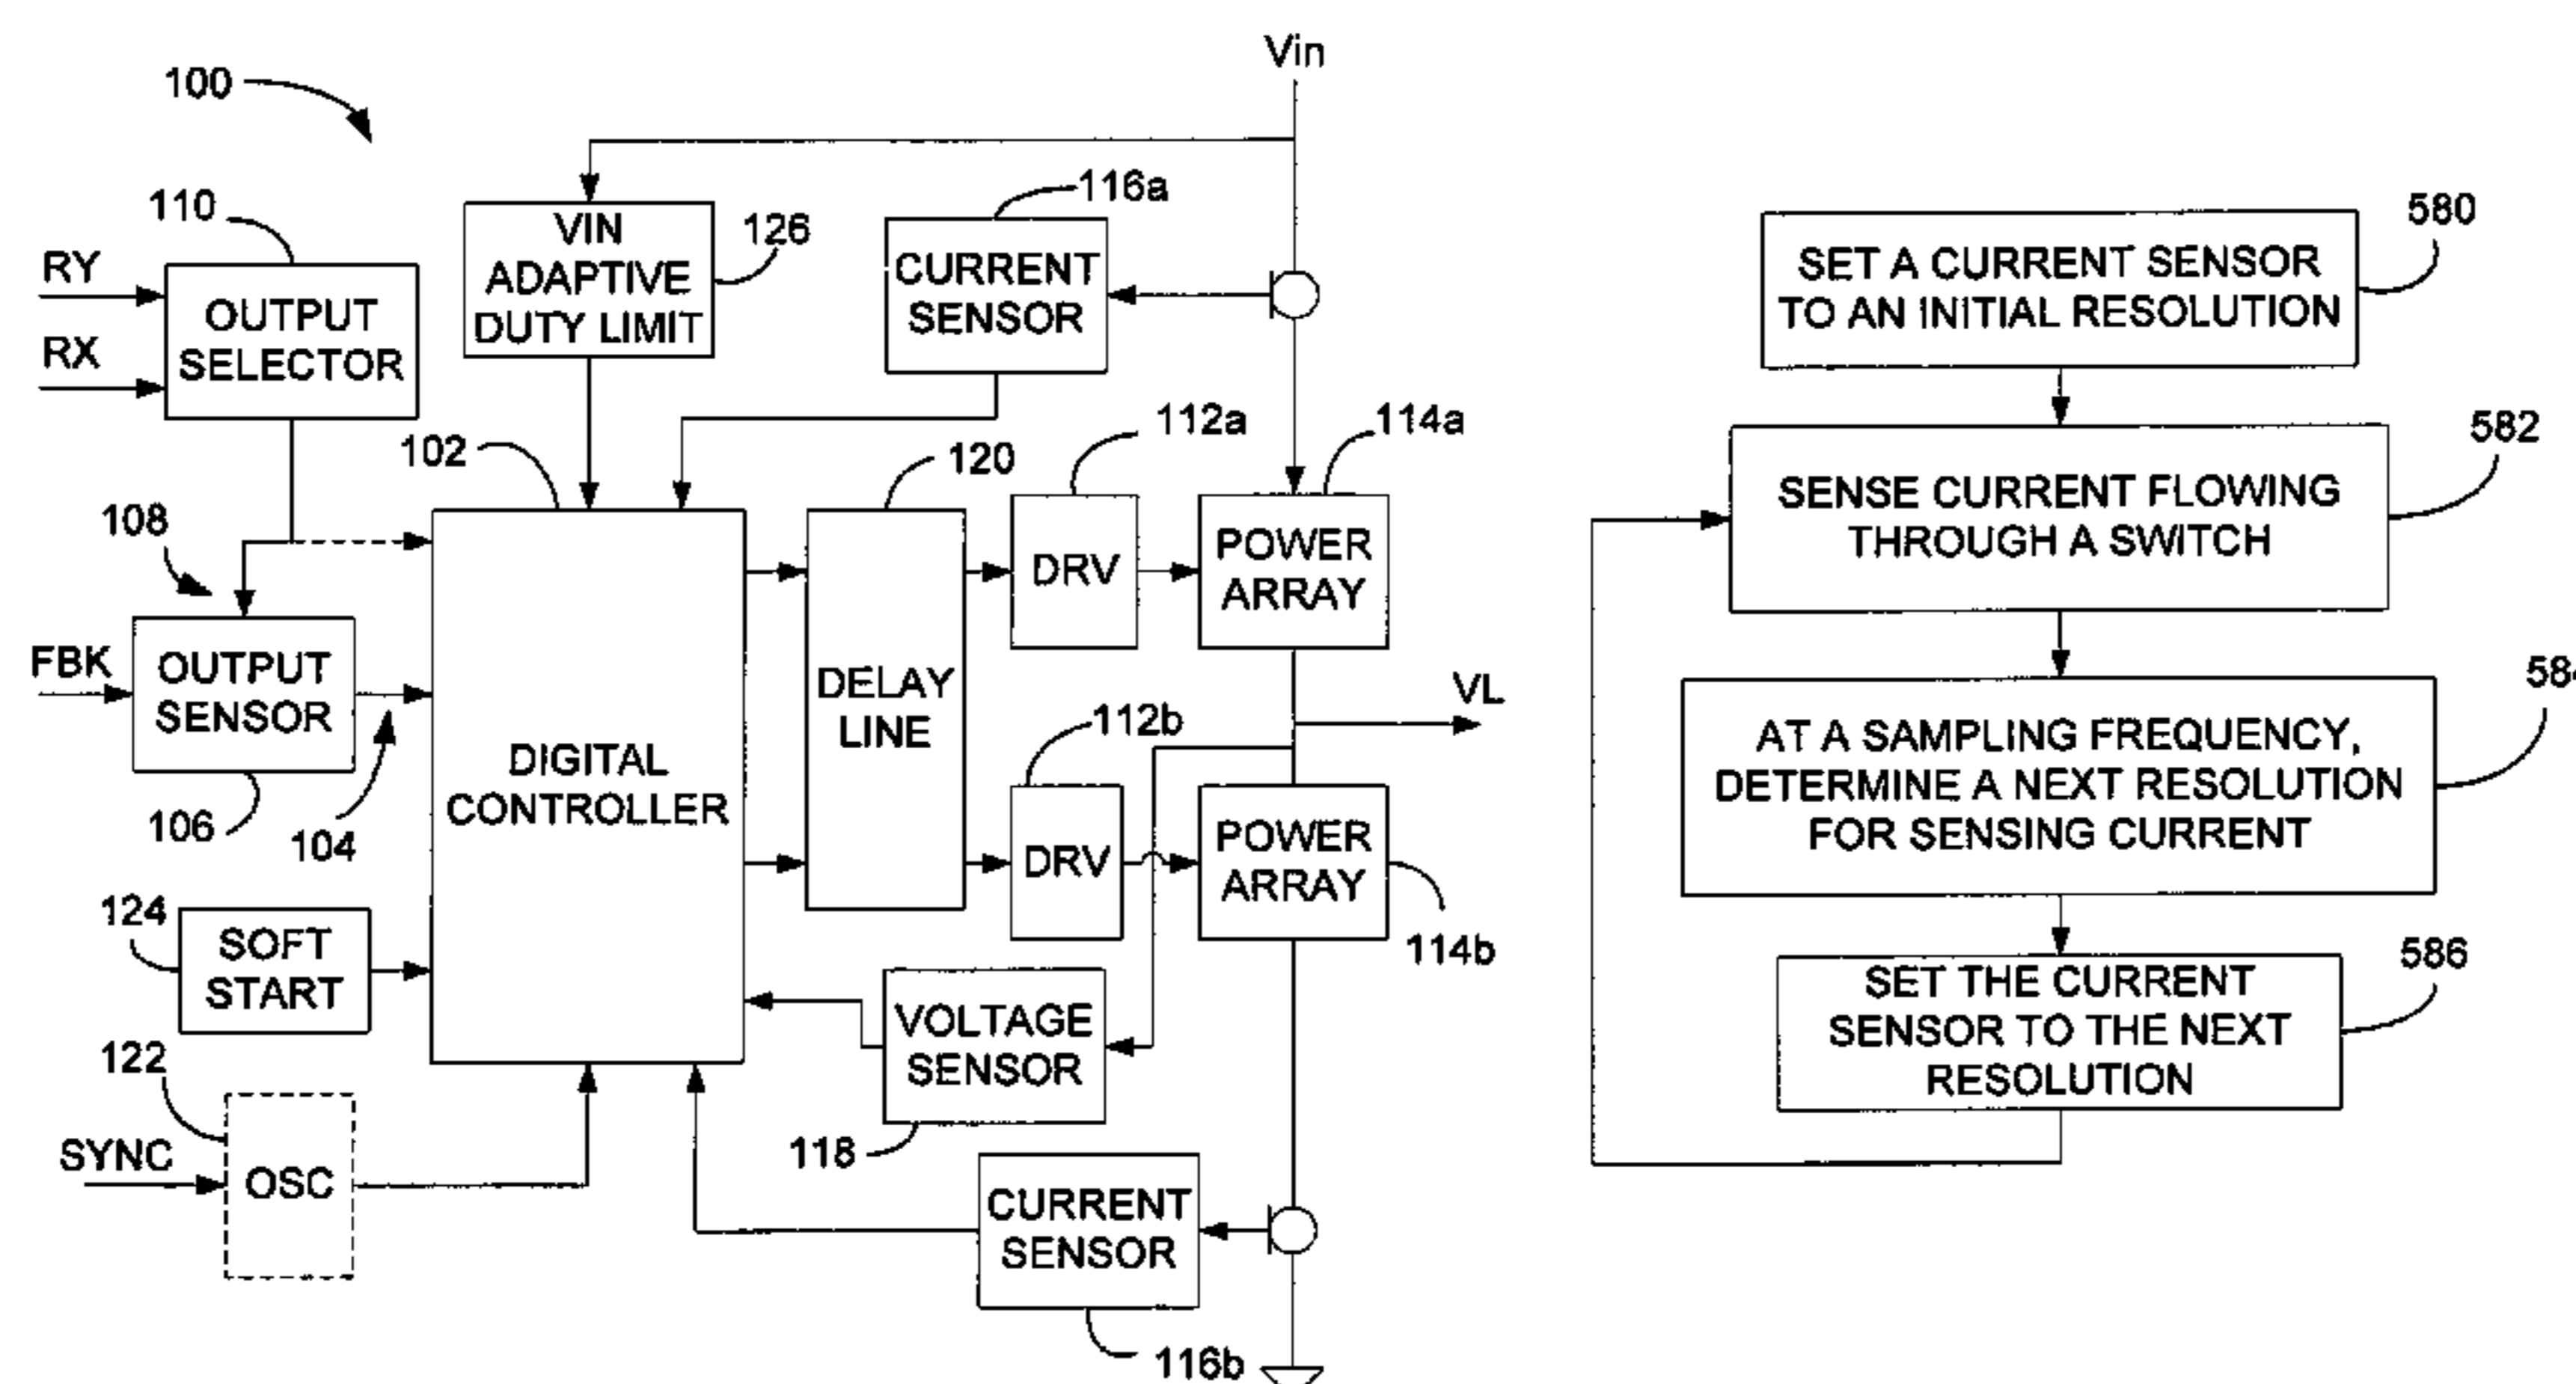 Vin
100
110
RY
RX
OUTPUT
SELECTOR
VIN
ADAPTIVE
DUTY LIMIT
126
116a
CURRENT
SENSOR
102
120
112a
114a
108
FBK
OUTPUT
SENSOR
106
104
DIGITAL
CONTROLLER
DELAY
LINE
DRV
POWER
ARRAY
VL
112b
DRV
POWER
ARRAY
114b
124
SOFT
START
122
SYNC
OSC
VOLTAGE
SENSOR
118
CURRENT
SENSOR
116b
580
SET A CURRENT SENSOR
TO AN INITIAL RESOLUTION
582
SENSE CURRENT FLOWING
THROUGH A SWITCH
AT A SAMPLING FREQUENCY,
DETERMINE A NEXT RESOLUTION
FOR SENSING CURRENT
586
SET THE CURRENT
SENSOR TO THE NEXT
RESOLUTION